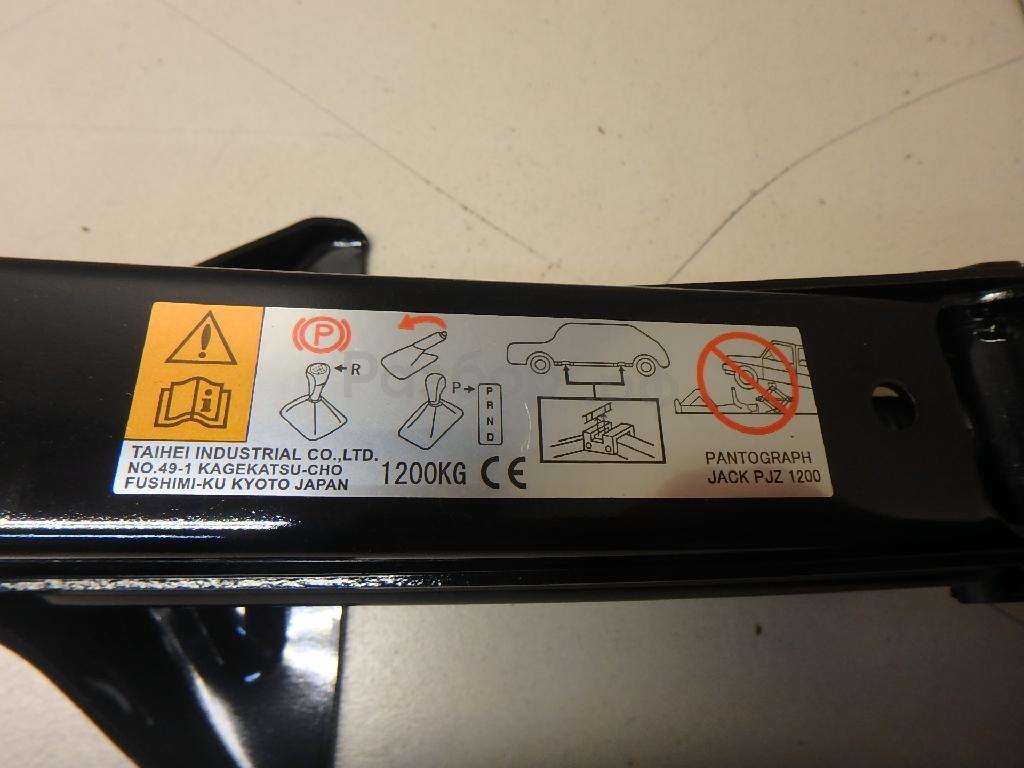 (P)
R
P
P
R
N
D
TAIHEI INDUSTRIAL CO.,LTD.
NO.49-1 KAGEKATSU-CHO
FUSHIMI-KU KYOTO JAPAN
1200KG CE
PANTOGRAPH
JACK PJZ 1200